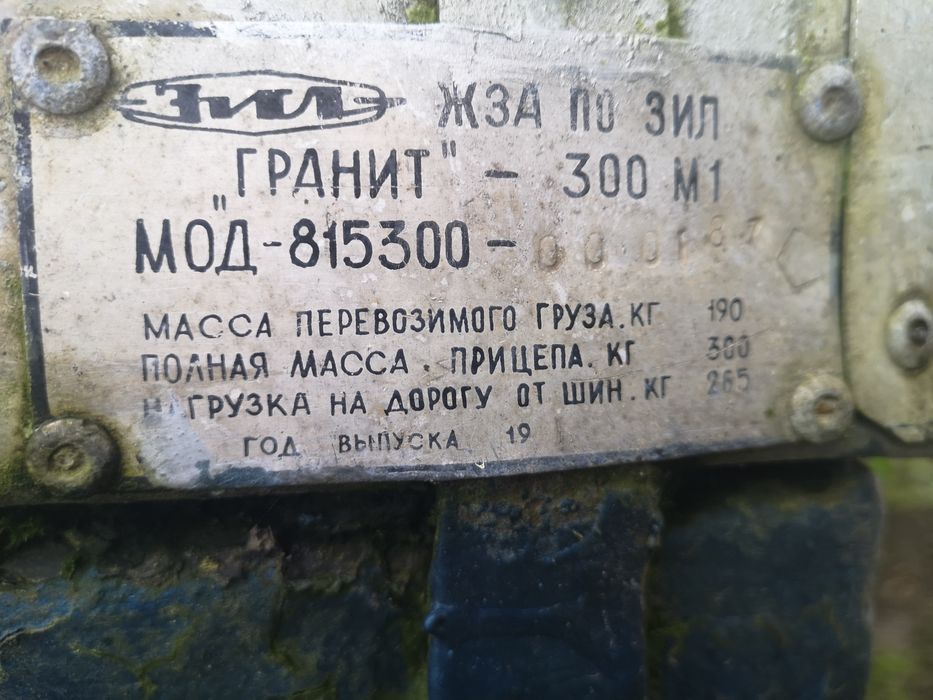 ЗИЛ ЖЗА ПО ЗИЛ
„ГРАНИТ" - 300 М1
МОД-815300-
МАССА ПЕРЕВОЗИМОГО ГРУЗА.КГ 190
ПОЛНАЯ МАССА . ПРИЦЕПА. КГ 300
НАГРУЗКА НА ДОРОГУ ОТ ШИН.КГ 265
ГОД ВЫПУСКА 19